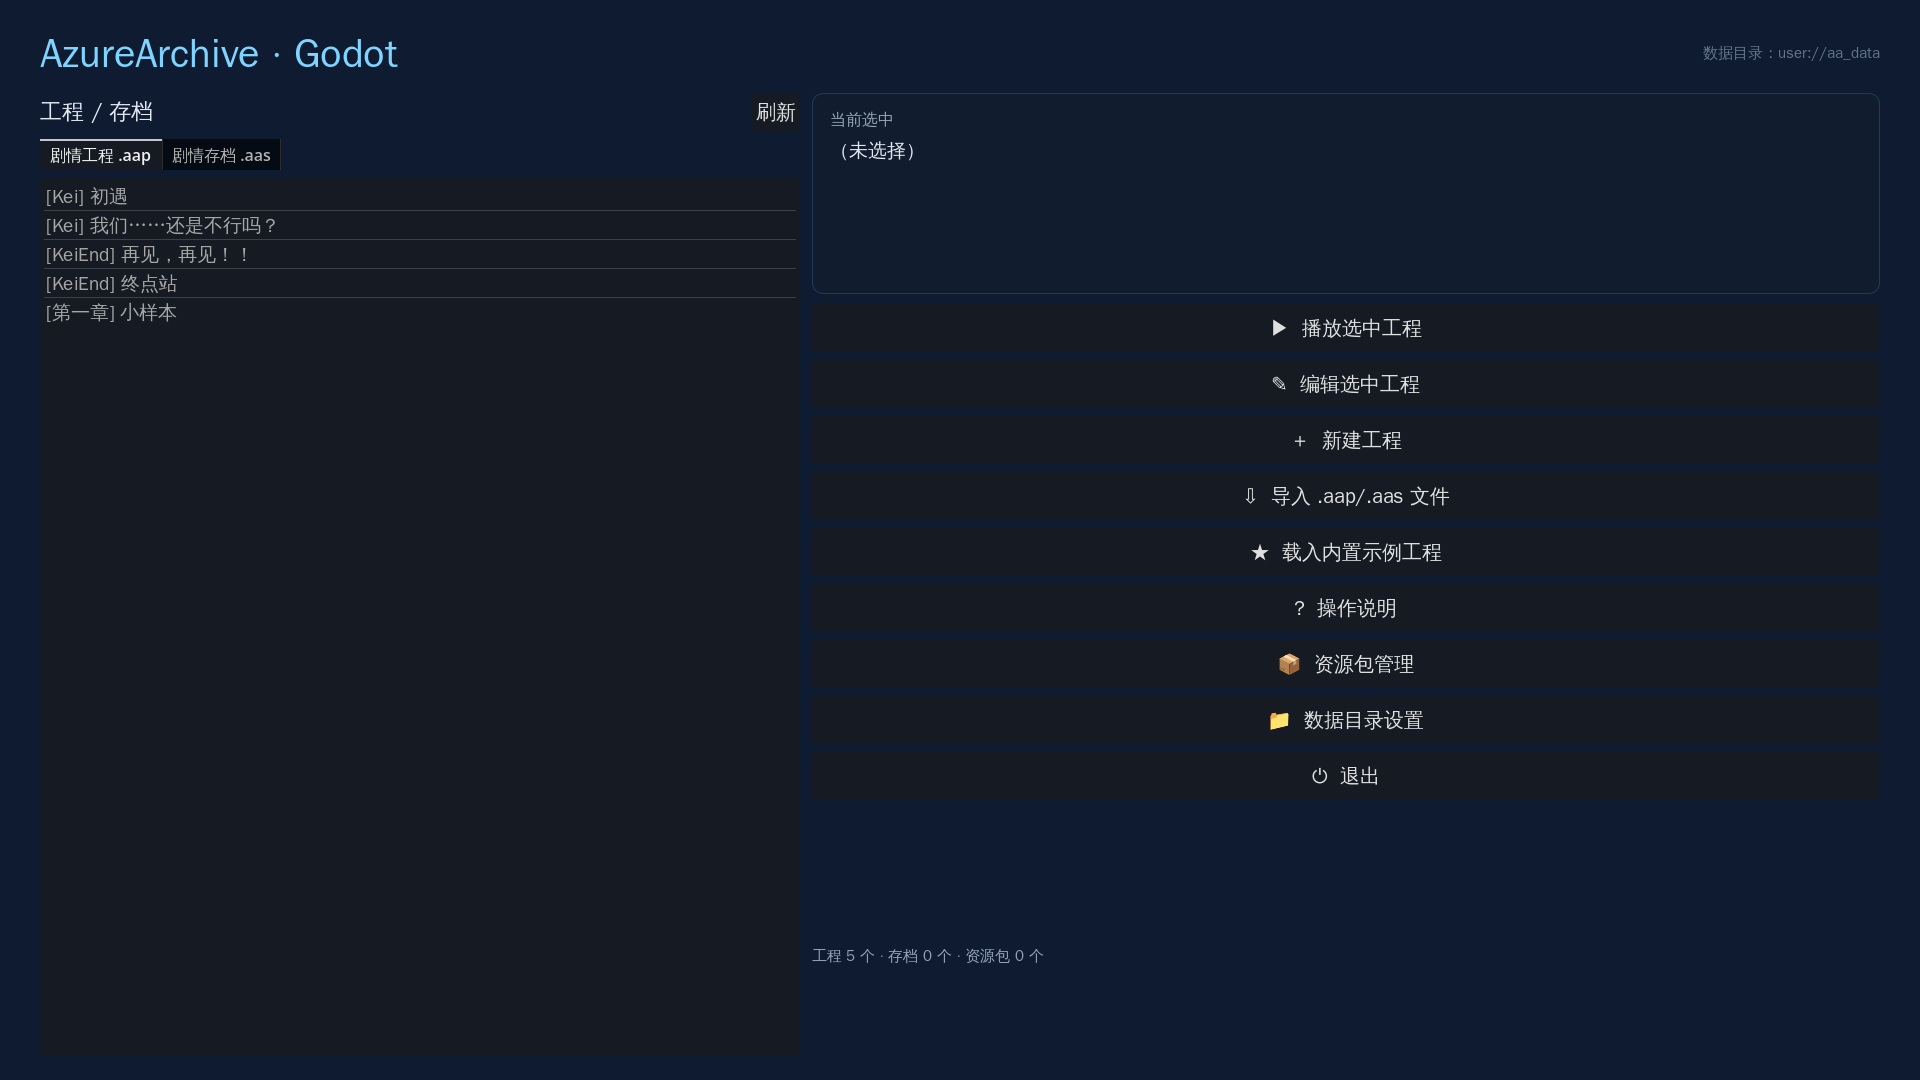 AzureArchive · Godot
数据目录：user://aa_data
工程 / 存档
刷新
剧情工程 .aap
剧情存档 .aas
[Kei] 初遇
[Kei] 我们……还是不行吗？
[KeiEnd] 再见，再见！！
[KeiEnd] 终点站
[第一章] 小样本
当前选中
（未选择）
▶ 播放选中工程
✎ 编辑选中工程
＋ 新建工程
⇩ 导入 .aap/.aas 文件
★ 载入内置示例工程
？ 操作说明
📦 资源包管理
📁 数据目录设置
⏻ 退出
工程 5 个 · 存档 0 个 · 资源包 0 个